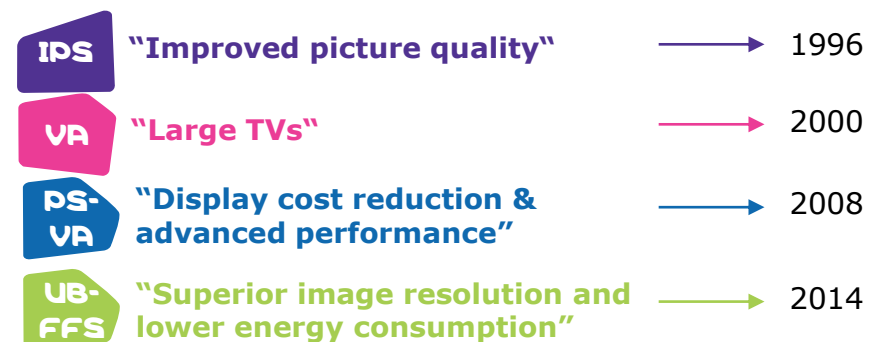 IPS “Improved picture quality“ 1996
VA “Large TVs“ 2000
PS-
VA
“Display cost reduction &
advanced performance”
2008
UB-
FFS
“Superior image resolution and
lower energy consumption”
2014